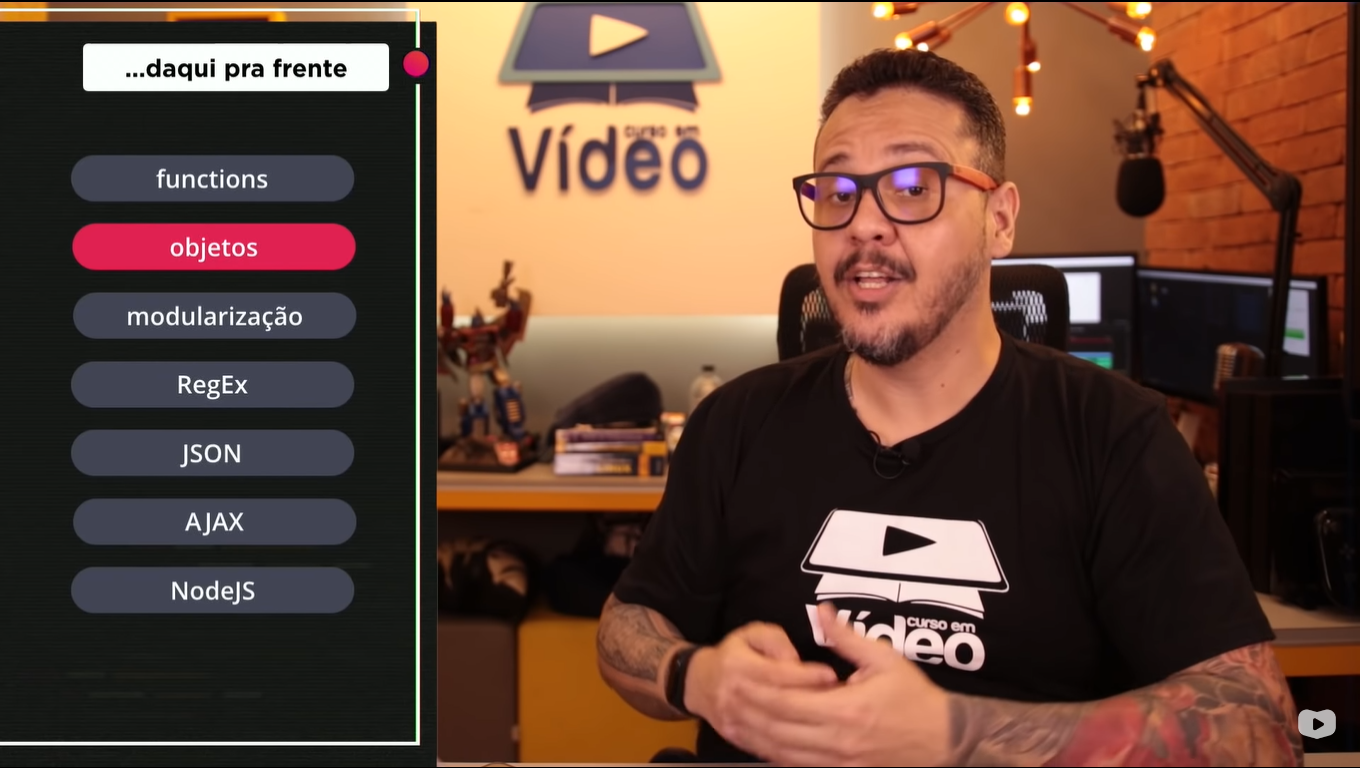 ...daqui pra frente
functions
objetos
modularização
RegEx
JSON
AJAX
NodeJS
curso em
Vídeo
curso em
Vídeo